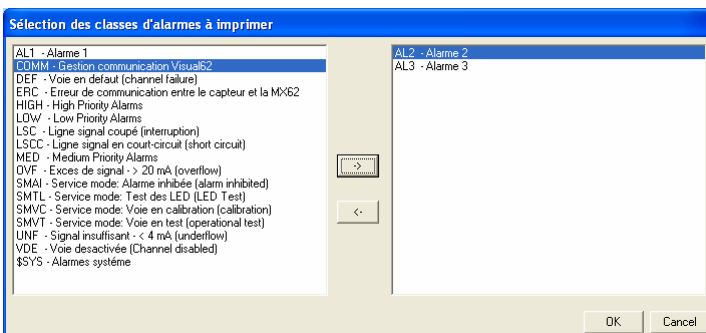 Sélection des classes d'alarmes à imprimer
AL1 - Alarme 1
COMM - Gestion communication Visual62
DEF - Voie en defaut (channel failure)
ERC - Erreur de communication entre le capteur et la MX62
HIGH - High Priority Alarms
LOW - Low Priority Alarms
LSC - Ligne signal coupé (interruption)
LSCC - Ligne signal en court-circuit (short circuit)
MED - Medium Priority Alarms
OVF - Exces de signal - > 20 mA (overflow)
SMAI - Service mode: Alarme inhibée (alarm inhibited)
SMTL - Service mode: Test des LED (LED Test)
SMVC - Service mode: Voie en calibration (calibration)
SMVT - Service mode: Voie en test (operational test)
UNF - Signal insuffisant - < 4 mA (underflow)
VDE - Voie desactivée (Channel disabled)
$SYS - Alarmes systéme
->
<-
AL2 - Alarme 2
AL3 - Alarme 3
OK
Cancel